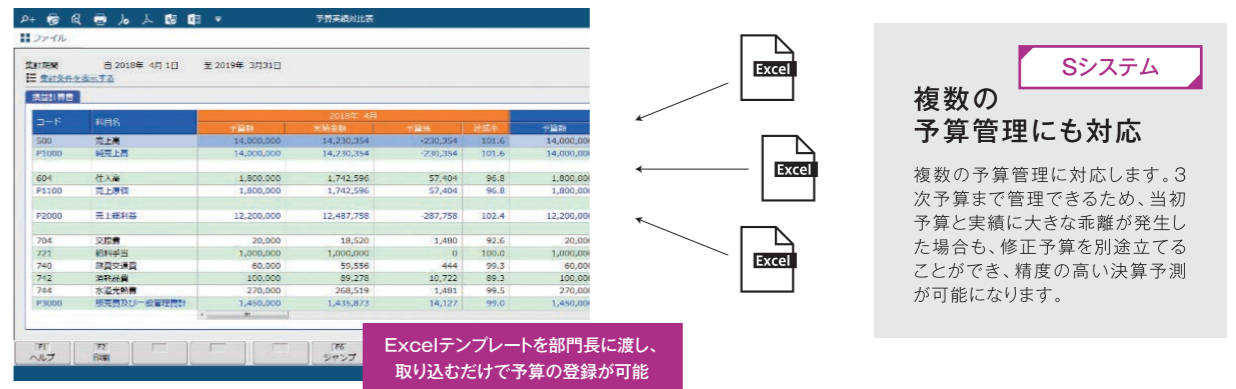 予算実績対比表
ファイル
集計期間 自 2018年 4月 1日 至 2019年 3月31日
集計条件を表示する
損益計算書
コード 科目名 2018年 4月
予算額 実績金額 予算残 達成率 予算額
500 売上高 14,000,000 14,230,354 -230,354 101.6 14,000,00
P1000 純売上高 14,000,000 14,230,354 -230,354 101.6 14,000,00
604 仕入高 1,800,000 1,742,596 57,404 96.8 1,800,00
P1100 売上原価 1,800,000 1,742,596 57,404 96.8 1,800,00
P2000 売上総利益 12,200,000 12,487,758 -287,758 102.4 12,200,00
704 交際費 20,000 18,520 1,480 92.6 20,00
721 給料手当 1,000,000 1,000,000 0 100.0 1,000,00
740 旅費交通費 60,000 59,556 444 99.3 60,00
742 消耗品費 100,000 89,278 10,722 89.3 100,00
744 水道光熱費 270,000 268,519 1,481 99.5 270,00
P3000 販売費及び一般管理費計 1,450,000 1,435,873 14,127 99.0 1,450,00
F1 F2 F6
ヘルプ 印刷 ジャンプ
Excelテンプレートを部門長に渡し、
取り込むだけで予算の登録が可能
Excel
Excel
Excel
Sシステム
複数の
予算管理にも対応
複数の予算管理に対応します。3
次予算まで管理できるため、当初
予算と実績に大きな乖離が発生し
た場合も、修正予算を別途立てる
ことができ、精度の高い決算予測
が可能になります。